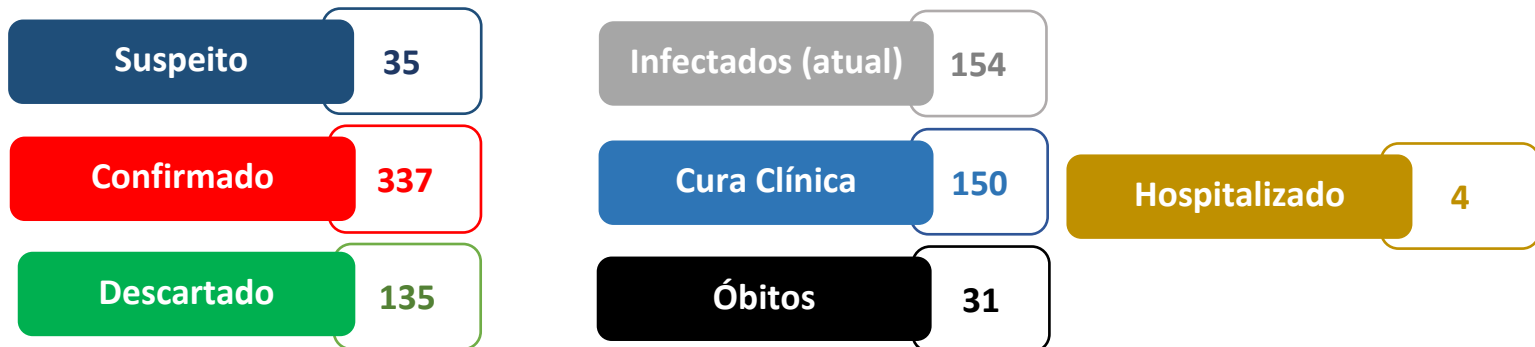 Suspeito 35
Confirmado 337
Descartado 135
Infectados (atual) 154
Cura Clínica 150
Óbitos 31
Hospitalizado 4